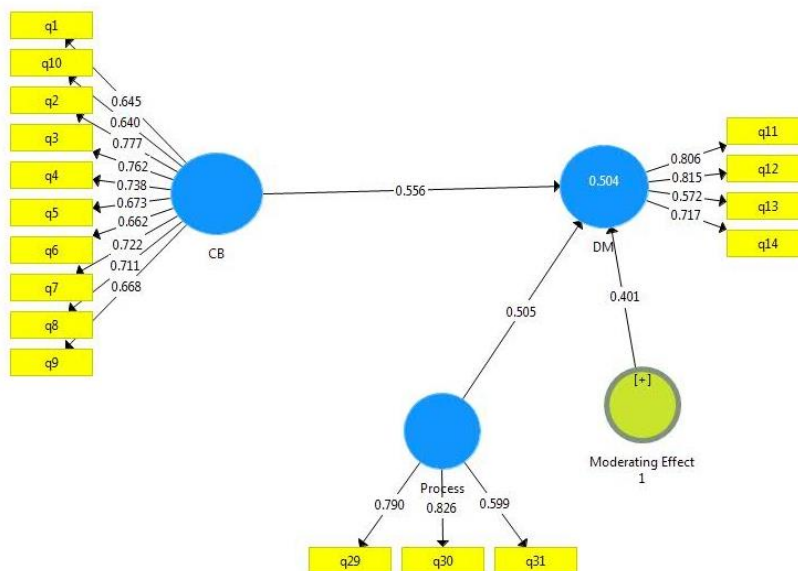 q1
q10
q2
q3
q4
q5
q6
q7
q8
q9
0.645
0.640
0.777
0.762
0.738
0.673
0.662
0.722
0.711
0.668
CB
0.556
0.504
DM
0.806
0.815
0.572
0.717
q11
q12
q13
q14
0.505
0.401
[+]
Moderating Effect
1
Process
0.790
0.826
0.599
q29
q30
q31